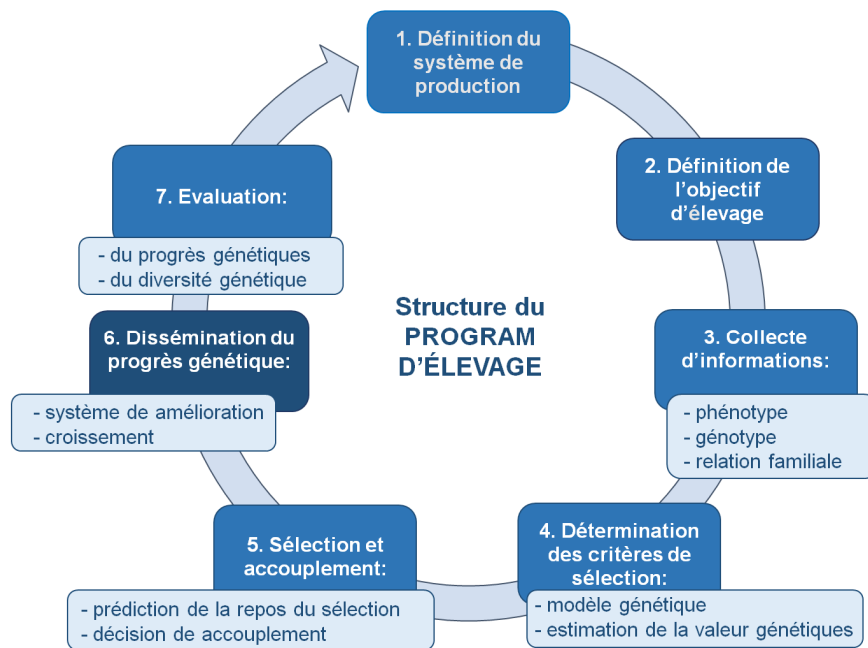 1. Définition du
système de
production
2. Définition de
l'objectif
d'élevage
3. Collecte
d'informations:
- phénotype
- génotype
- relation familiale
4. Détermination
des critères de
sélection:
- modèle génétique
- estimation de la valeur génétiques
5. Sélection et
accouplement:
- prédiction de la repos du sélection
- décision de accouplement
6. Dissémination du
progrès génétique:
- système de amélioration
- croissement
7. Evaluation:
- du progrès génétiques
- du diversité génétique
Structure du
PROGRAM
D'ÉLEVAGE